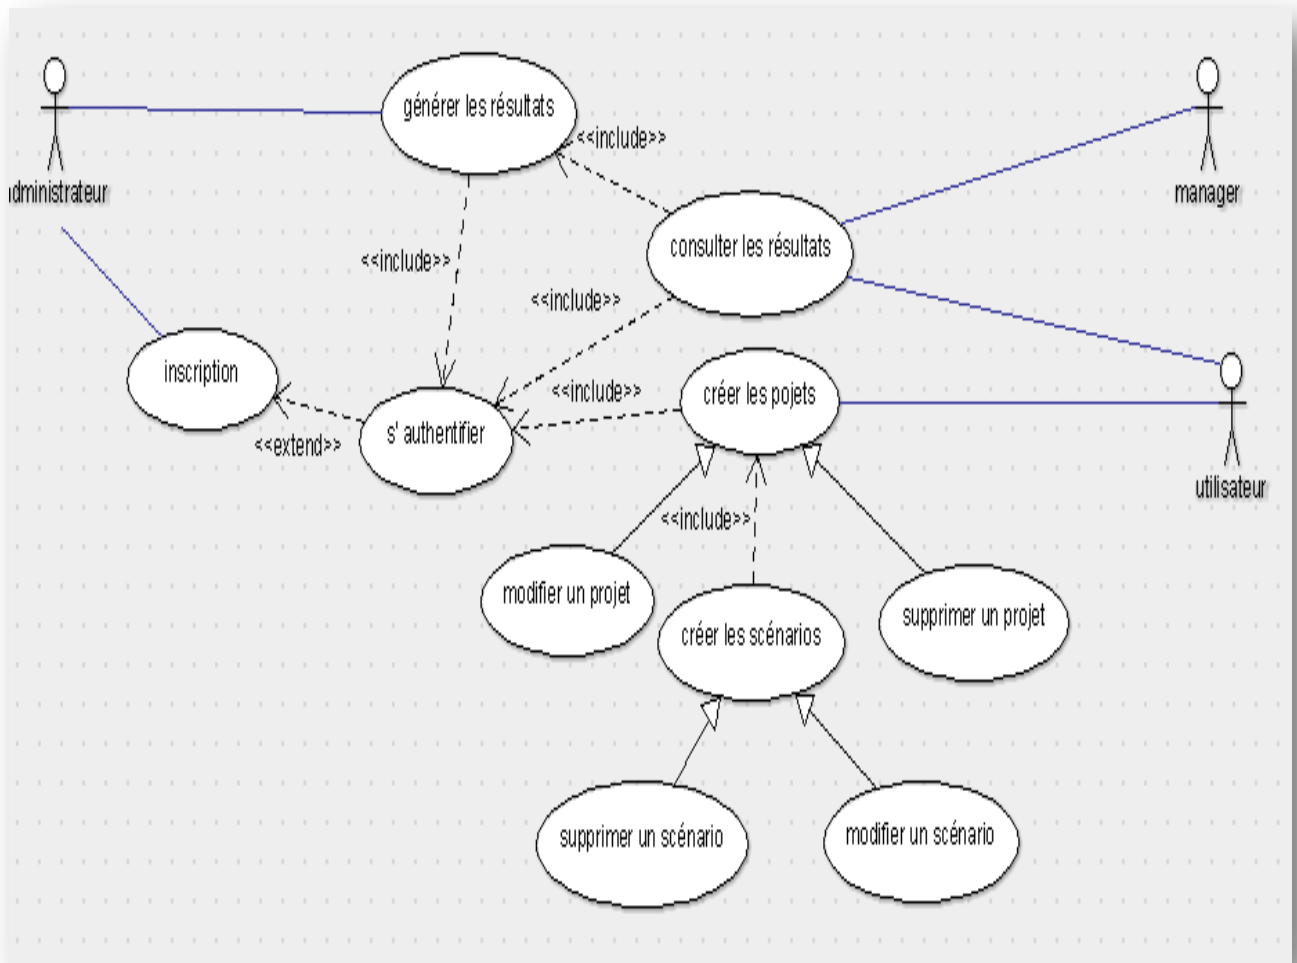 générer les résultats
<<include>>
dministrateur
manager
<<include>>
consulter les résultats
<<include>>
inscription
<<include>>
créer les pojets
<<extend>>
s' authentifier
utilisateur
<<include>>
modifier un projet
créer les scénarios
supprimer un projet
supprimer un scénario
modifier un scénario